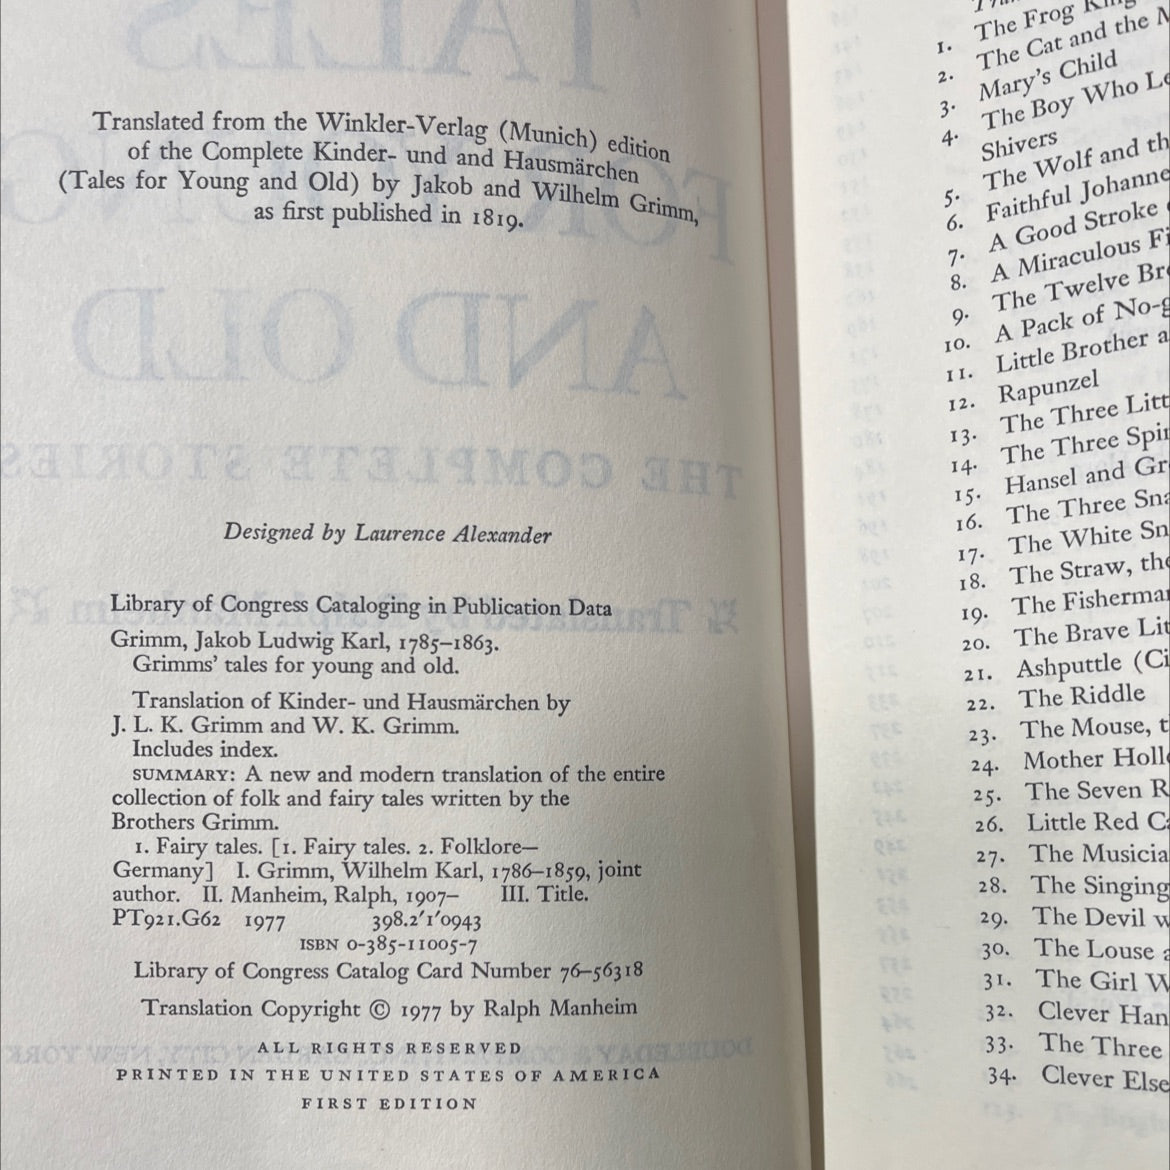 Translated from the Winkler-Verlag (Munich) edition
of the Complete Kinder- und and Hausmärchen
(Tales for Young and Old) by Jakob and Wilhelm Grimm,
as first published in 1819.
Designed by Laurence Alexander
Library of Congress Cataloging in Publication Data
Grimm, Jakob Ludwig Karl, 1785–1863.
Grimms' tales for young and old.
Translation of Kinder- und Hausmärchen by
J. L. K. Grimm and W. K. Grimm.
Includes index.
SUMMARY: A new and modern translation of the entire
collection of folk and fairy tales written by the
Brothers Grimm.
1. Fairy tales. [1. Fairy tales. 2. Folklore—
Germany] I. Grimm, Wilhelm Karl, 1786–1859, joint
author. II. Manheim, Ralph, 1907– III. Title.
PT921.G62 1977 398.2'1'0943
ISBN 0-385-11005-7
Library of Congress Catalog Card Number 76–56318
Translation Copyright © 1977 by Ralph Manheim
ALL RIGHTS RESERVED
PRINTED IN THE UNITED STATES OF AMERICA
FIRST EDITION
1. The Frog King
2. The Cat and the
3. Mary's Child
4. The Boy Who
Shivers
5. The Wolf and
6. Faithful
7. A Good Stroke
8. A Miraculous
9. The Twelve
10. A Pack of
11. Little Brother
12. Rapunzel
13. The Three
14. The Three
15. Hansel and
16. The Three
17. The White
18. The Straw,
19. The
20. The Brave
21. Ashputtle
22. The Riddle
23. The Mouse,
24. Mother
25. The Seven
26. Little Red
27. The
28. The Singing
29. The Devil
30. The Louse
31. The Girl
32. Clever
33. The Three
34. Clever Else